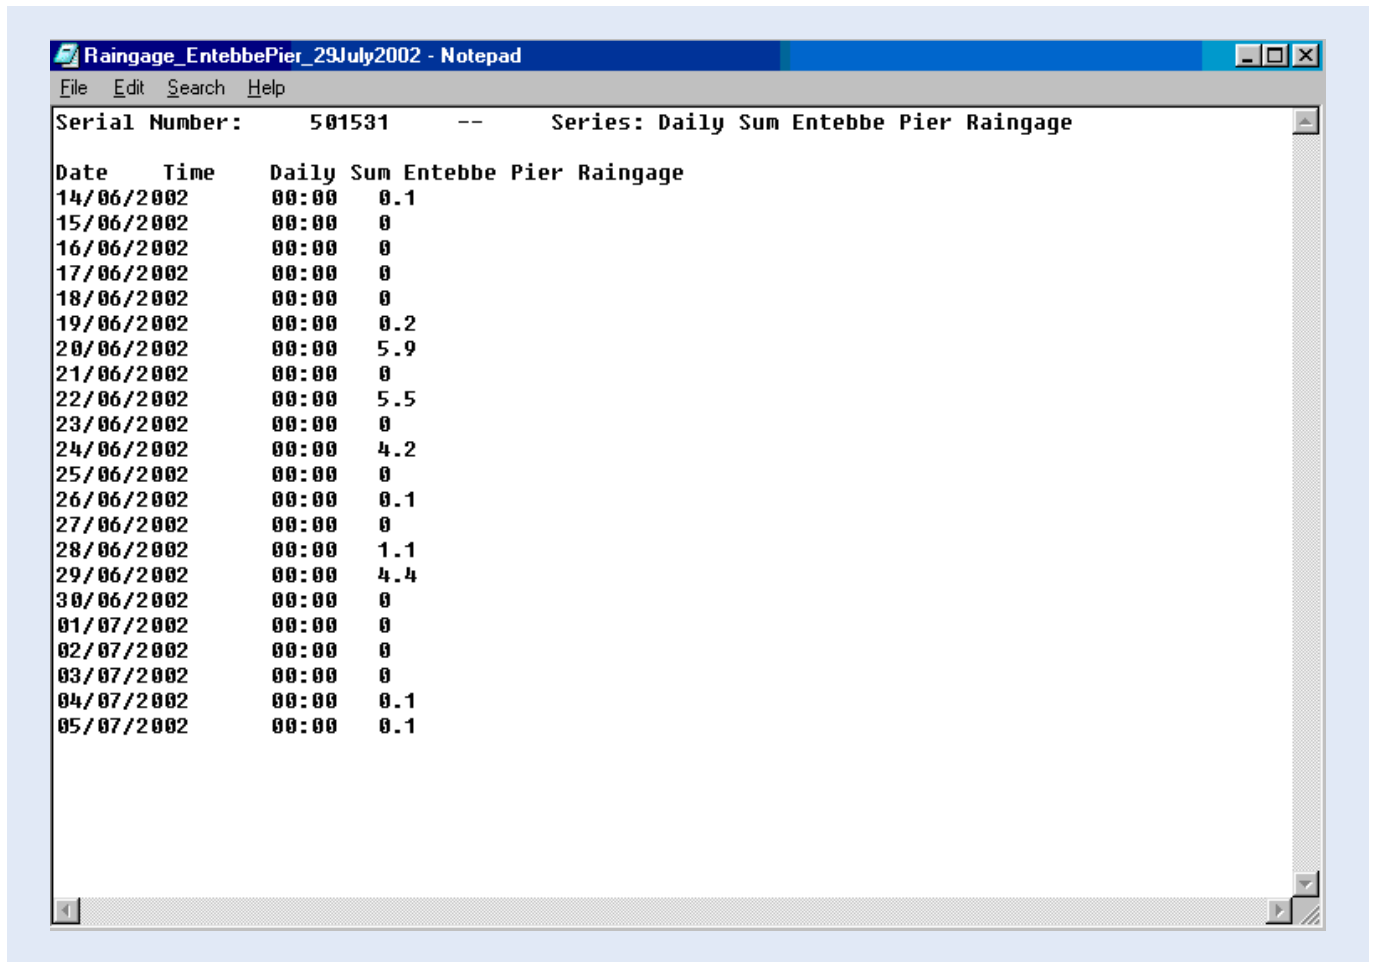 Raingage_EntebbePier_29July2002 - Notepad
File Edit Search Help
Serial Number: 501531 -- Series: Daily Sum Entebbe Pier Raingage
Date Time Daily Sum Entebbe Pier Raingage
14/06/2002 00:00 0.1
15/06/2002 00:00 0
16/06/2002 00:00 0
17/06/2002 00:00 0
18/06/2002 00:00 0
19/06/2002 00:00 0.2
20/06/2002 00:00 5.9
21/06/2002 00:00 0
22/06/2002 00:00 5.5
23/06/2002 00:00 0
24/06/2002 00:00 4.2
25/06/2002 00:00 0
26/06/2002 00:00 0.1
27/06/2002 00:00 0
28/06/2002 00:00 1.1
29/06/2002 00:00 4.4
30/06/2002 00:00 0
01/07/2002 00:00 0
02/07/2002 00:00 0
03/07/2002 00:00 0
04/07/2002 00:00 0.1
05/07/2002 00:00 0.1